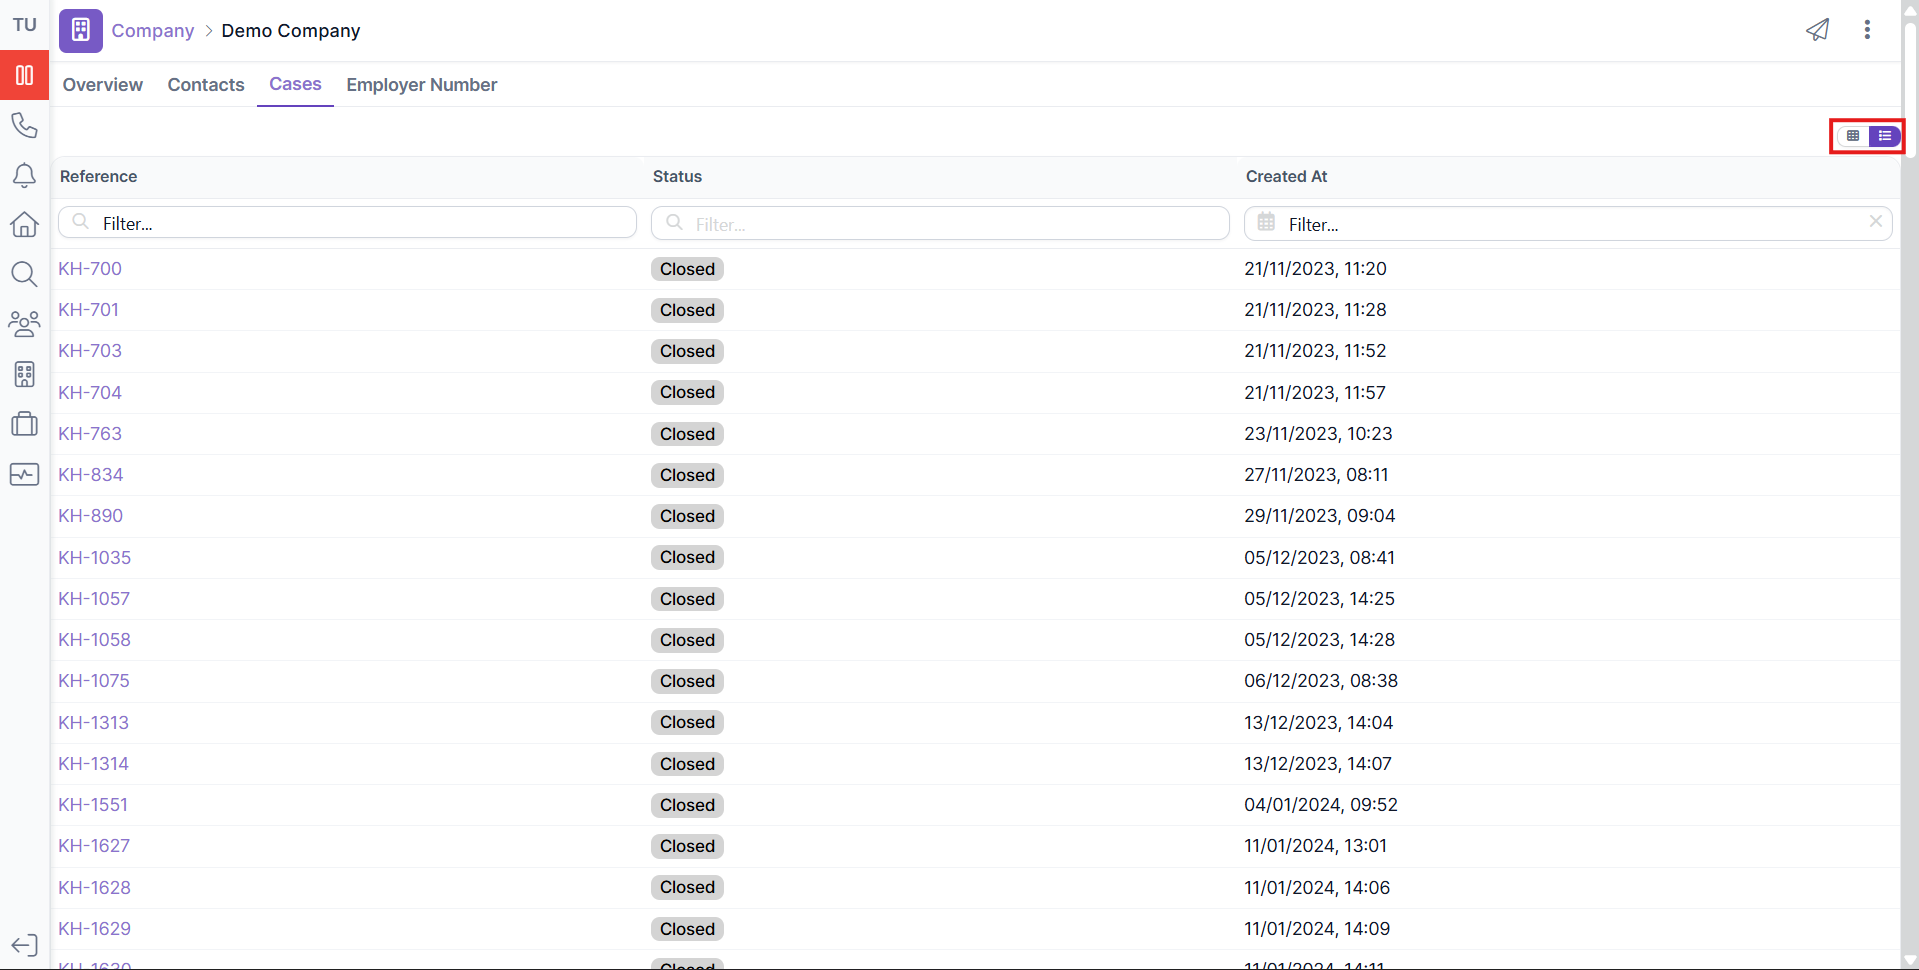 TU
Company > Demo Company
Overview Contacts Cases Employer Number
Reference Status Created At
Filter... Filter... Filter...
KH-700 Closed 21/11/2023, 11:20
KH-701 Closed 21/11/2023, 11:28
KH-703 Closed 21/11/2023, 11:52
KH-704 Closed 21/11/2023, 11:57
KH-763 Closed 23/11/2023, 10:23
KH-834 Closed 27/11/2023, 08:11
KH-890 Closed 29/11/2023, 09:04
KH-1035 Closed 05/12/2023, 08:41
KH-1057 Closed 05/12/2023, 14:25
KH-1058 Closed 05/12/2023, 14:28
KH-1075 Closed 06/12/2023, 08:38
KH-1313 Closed 13/12/2023, 14:04
KH-1314 Closed 13/12/2023, 14:07
KH-1551 Closed 04/01/2024, 09:52
KH-1627 Closed 11/01/2024, 13:01
KH-1628 Closed 11/01/2024, 14:06
KH-1629 Closed 11/01/2024, 14:09
KH-1630 Closed 11/01/2024, 14:11